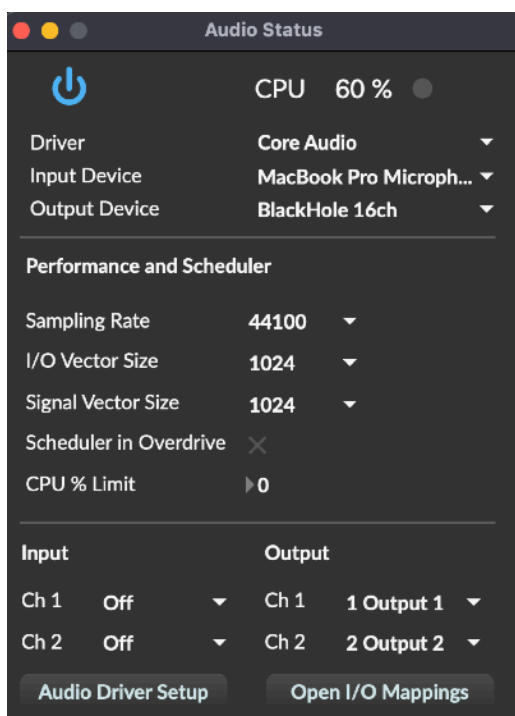 Audio Status
CPU 60 %
Driver Core Audio
Input Device MacBook Pro Microph...
Output Device BlackHole 16ch
Performance and Scheduler
Sampling Rate 44100
I/O Vector Size 1024
Signal Vector Size 1024
Scheduler in Overdrive
CPU % Limit 0
Input Output
Ch 1 Off Ch 1 1 Output 1
Ch 2 Off Ch 2 2 Output 2
Audio Driver Setup Open I/O Mappings